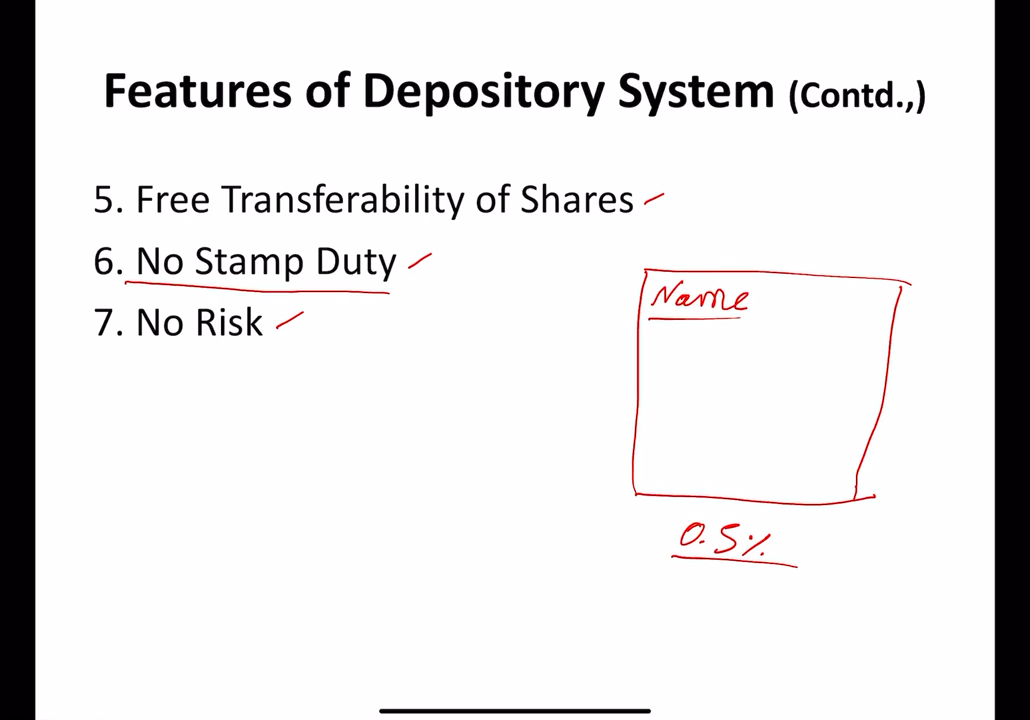 Features of Depository System (Contd.,)
5. Free Transferability of Shares
6. No Stamp Duty
7. No Risk
Name
0.5%